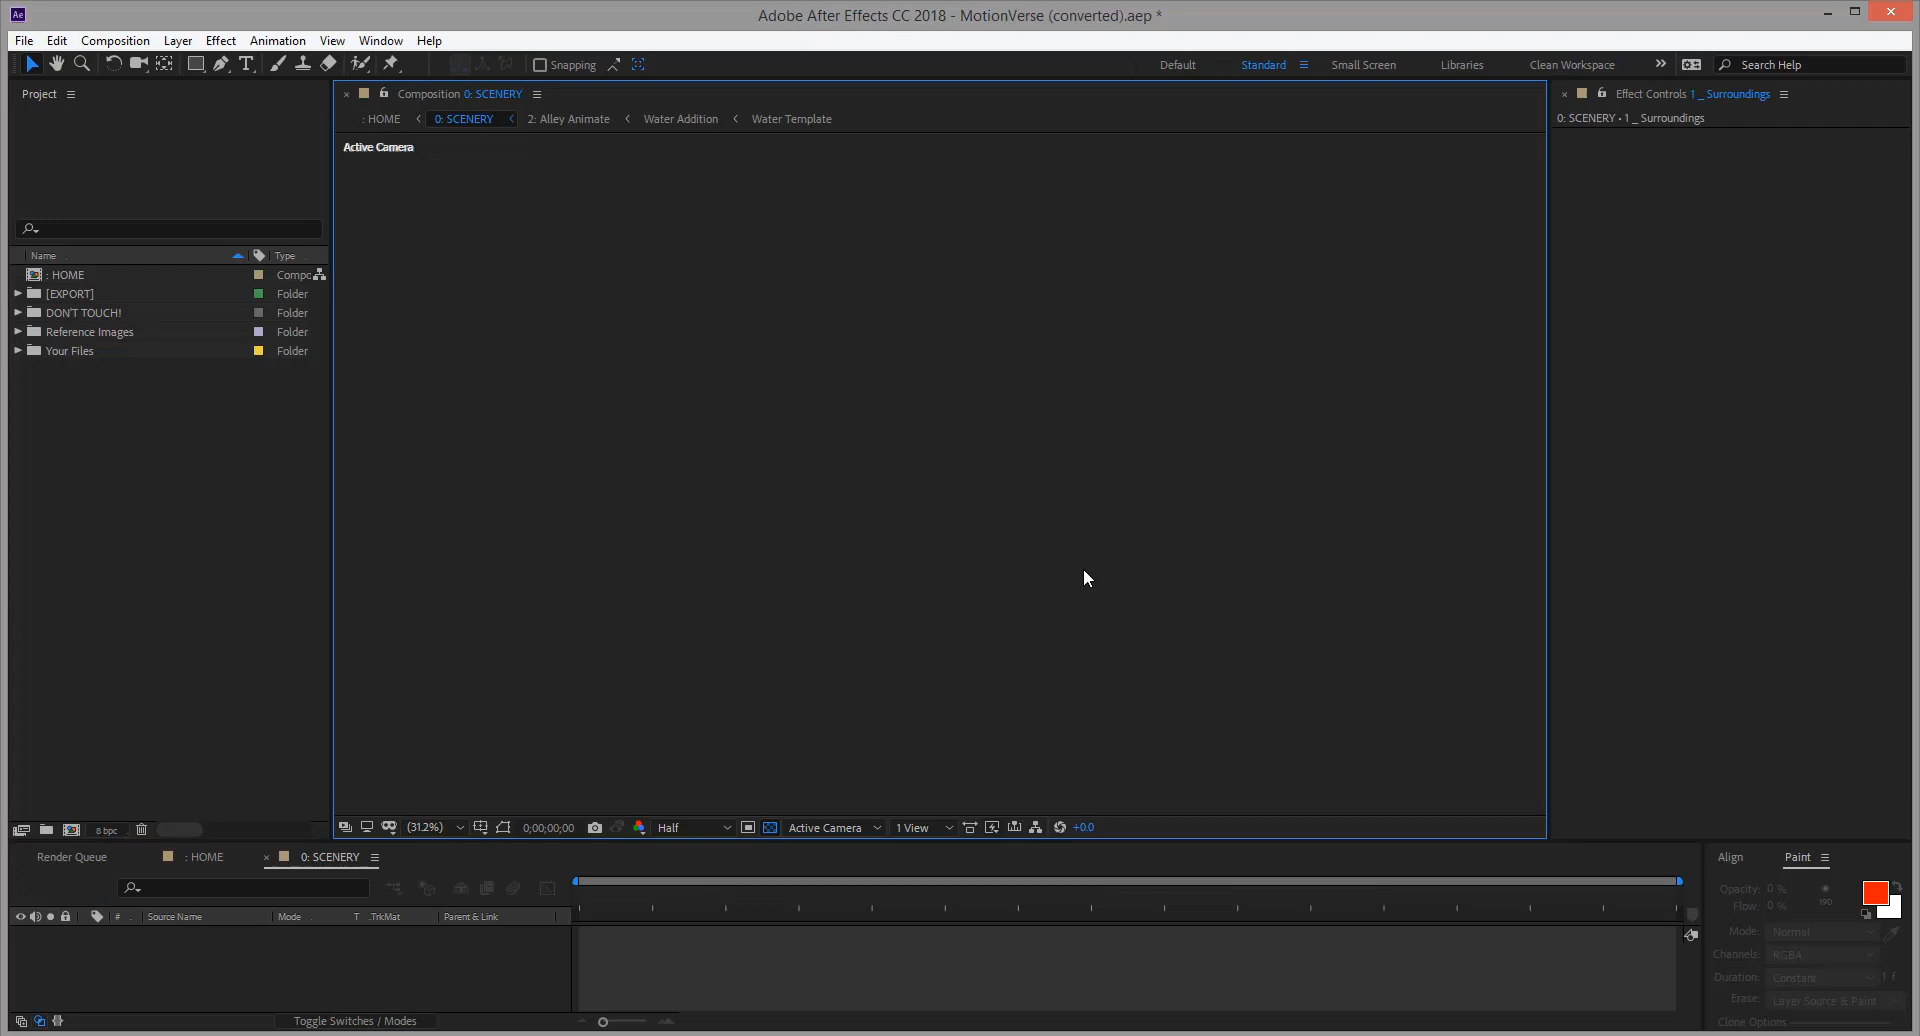 Ae
Adobe After Effects CC 2018 - MotionVerse (converted).aep *
File Edit Composition Layer Effect Animation View Window Help
Snapping
Default Standard Small Screen Libraries Clean Workspace Search Help
Project
Composition 0: SCENERY
Effect Controls 1 _ Surroundings
: HOME 0: SCENERY 2: Alley Animate Water Addition Water Template
0: SCENERY • 1 _ Surroundings
Active Camera
Name Type
: HOME Compo
[EXPORT] Folder
DON'T TOUCH! Folder
Reference Images Folder
Your Files Folder
8 bpc
(31.2%) 0;00;00;00 Half Active Camera 1 View +0.0
Render Queue : HOME 0: SCENERY
Align Paint
# Source Name Mode T .TrkMat Parent & Link
Opacity: 0 %
Flow: 0 % 190
Mode: Normal
Channels: RGBA
Duration: Constant 1 f
Erase: Layer Source & Paint
Clone Options
Toggle Switches / Modes